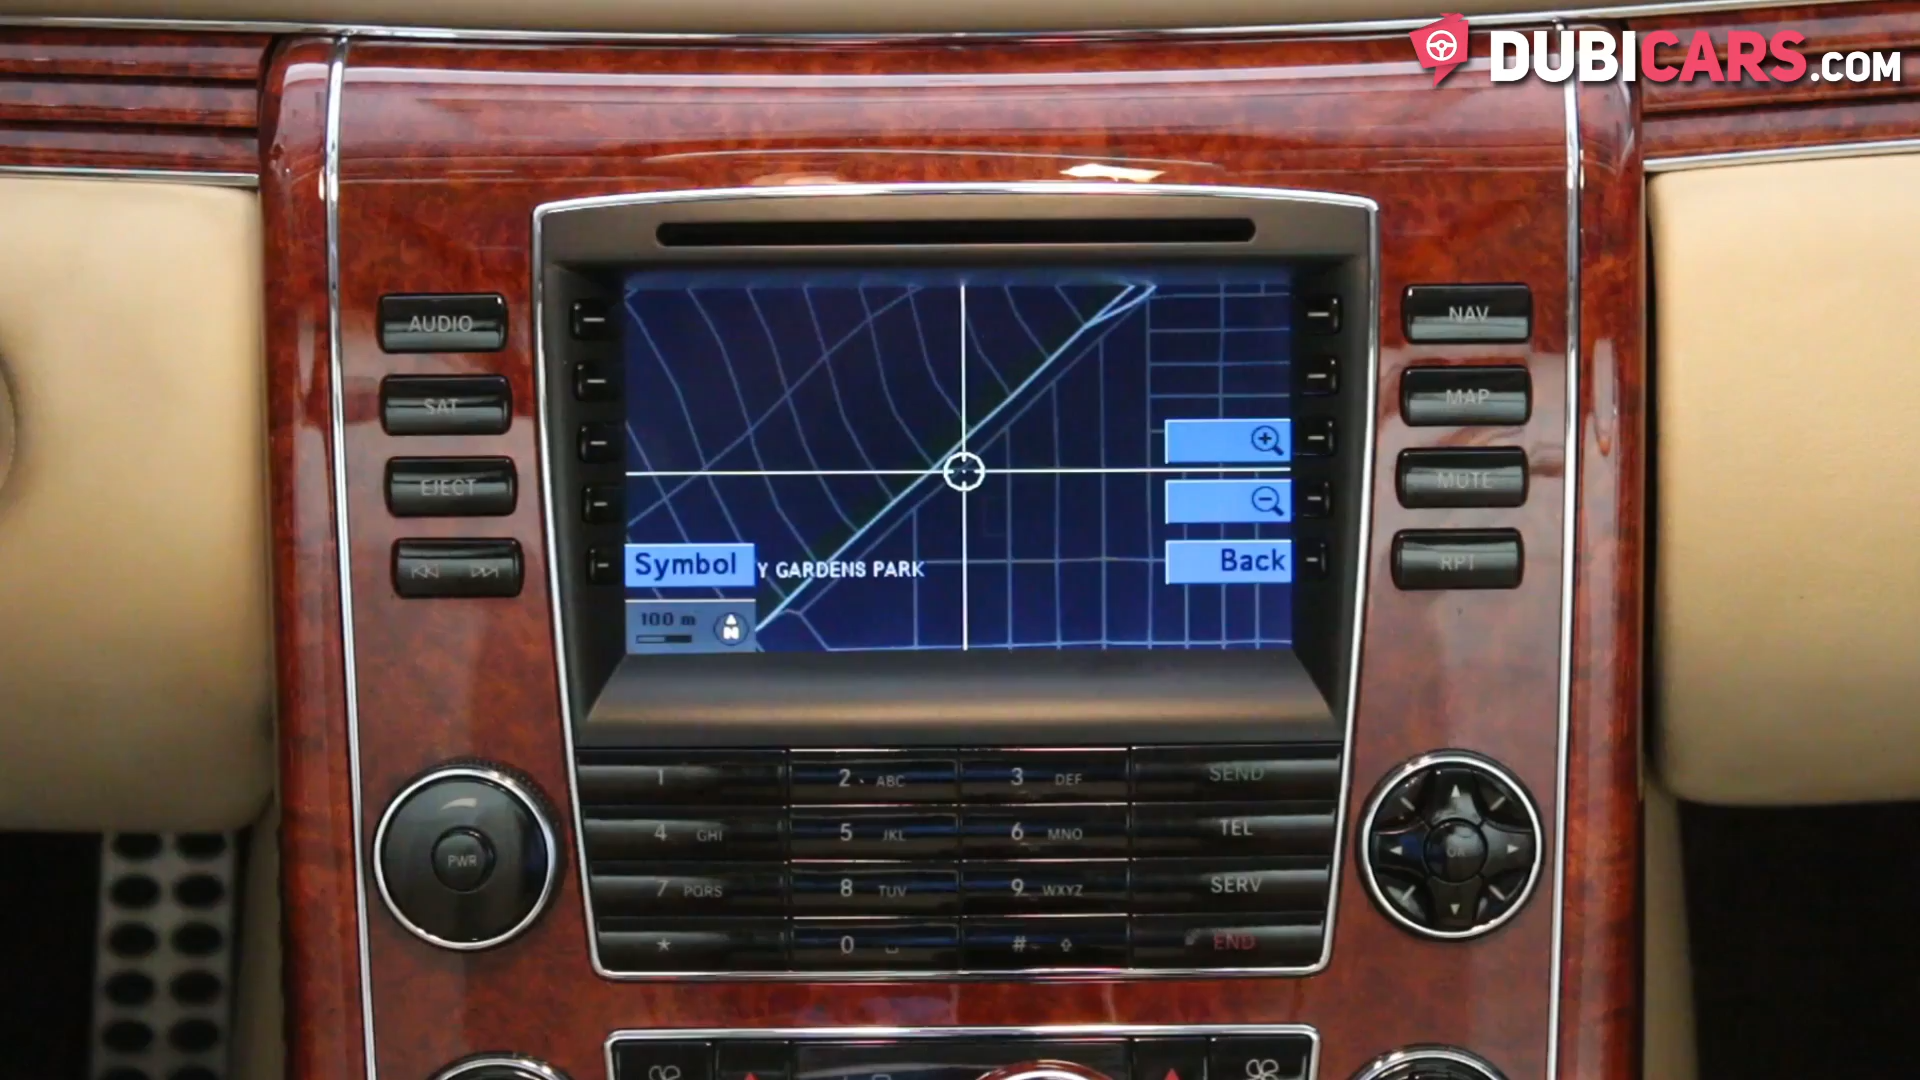 DUBICARS.COM
AUDIO
SAT
EJECT
NAV
MAP
MUTE
RPT
Symbol
Y GARDENS PARK
Back
100 m
N
1
2 ABC
3 DEF
SEND
4 GHI
5 JKL
6 MNO
TEL
7 PQRS
8 TUV
9 WXYZ
SERV
*
0
#
END
PWR
OK